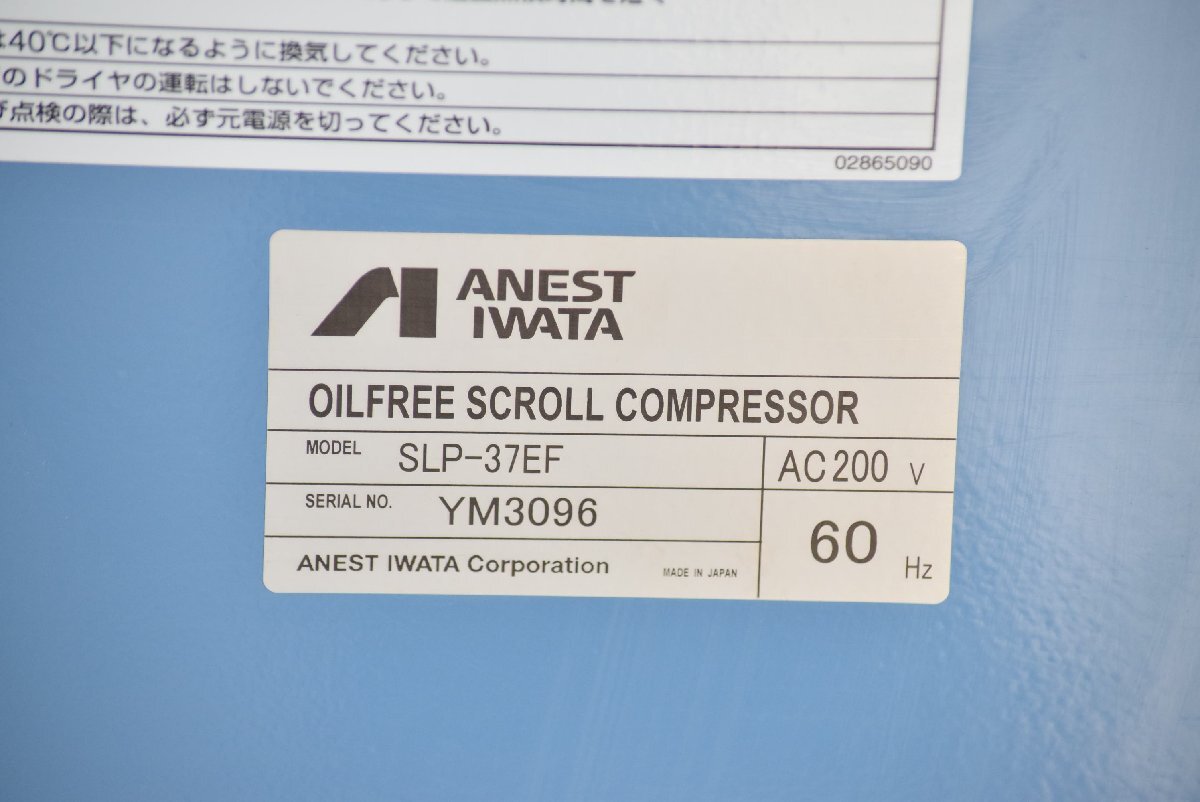 は40℃以下になるように換気してください。
のドライヤの運転はしないでください。
点検の際は、必ず元電源を切ってください。
02865090
ANEST
IWATA
OILFREE SCROLL COMPRESSOR
MODEL SLP-37EF AC200 V
SERIAL NO. YM3096 60 Hz
ANEST IWATA Corporation MADE IN JAPAN